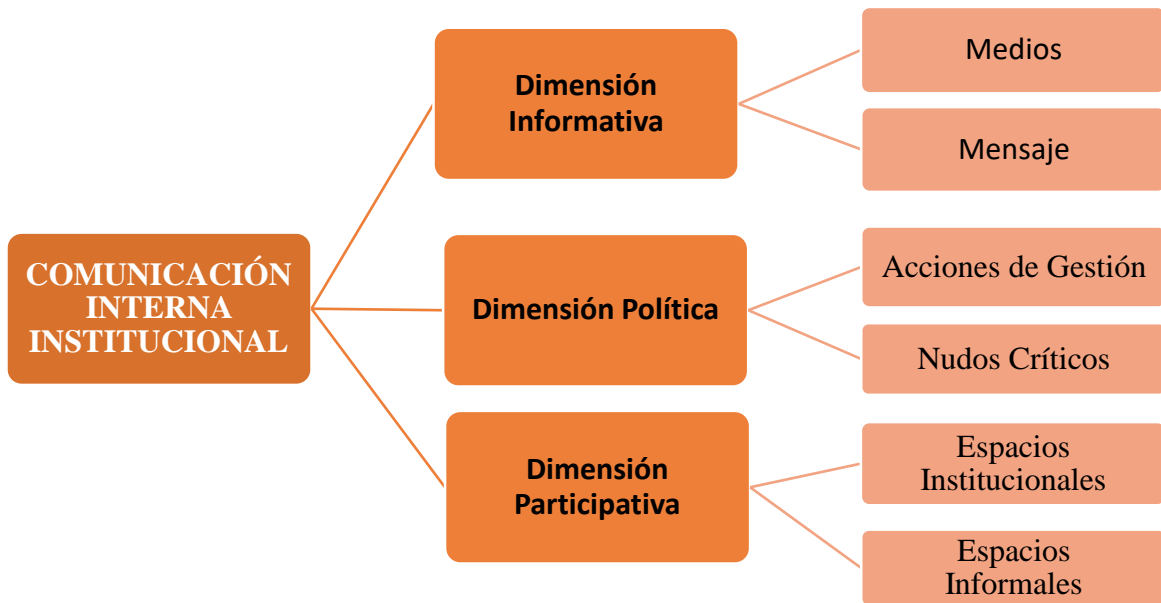 COMUNICACIÓN
INTERNA
INSTITUCIONAL
Dimensión
Informativa
Medios
Mensaje
Dimensión Política
Acciones de Gestión
Nudos Críticos
Dimensión
Participativa
Espacios
Institucionales
Espacios
Informales